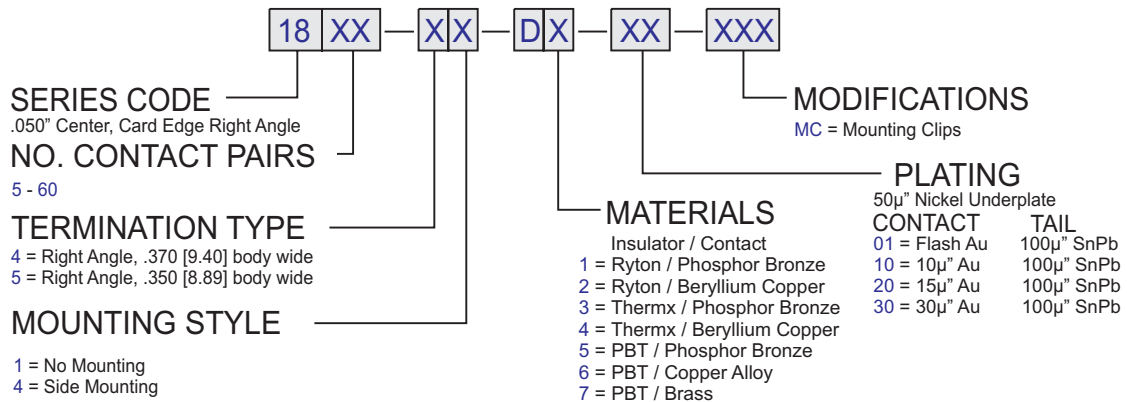 18 XX — X X — D X — XX — XXX
SERIES CODE
.050" Center, Card Edge Right Angle
NO. CONTACT PAIRS
5 - 60
TERMINATION TYPE
4 = Right Angle, .370 [9.40] body wide
5 = Right Angle, .350 [8.89] body wide
MOUNTING STYLE
1 = No Mounting
4 = Side Mounting
MATERIALS
Insulator / Contact
1 = Ryton / Phosphor Bronze
2 = Ryton / Beryllium Copper
3 = Thermx / Phosphor Bronze
4 = Thermx / Beryllium Copper
5 = PBT / Phosphor Bronze
6 = PBT / Copper Alloy
7 = PBT / Brass
MODIFICATIONS
MC = Mounting Clips
PLATING
50µ” Nickel Underplate
CONTACT TAIL
01 = Flash Au 100µ” SnPb
10 = 10µ” Au 100µ” SnPb
20 = 15µ” Au 100µ” SnPb
30 = 30µ” Au 100µ” SnPb